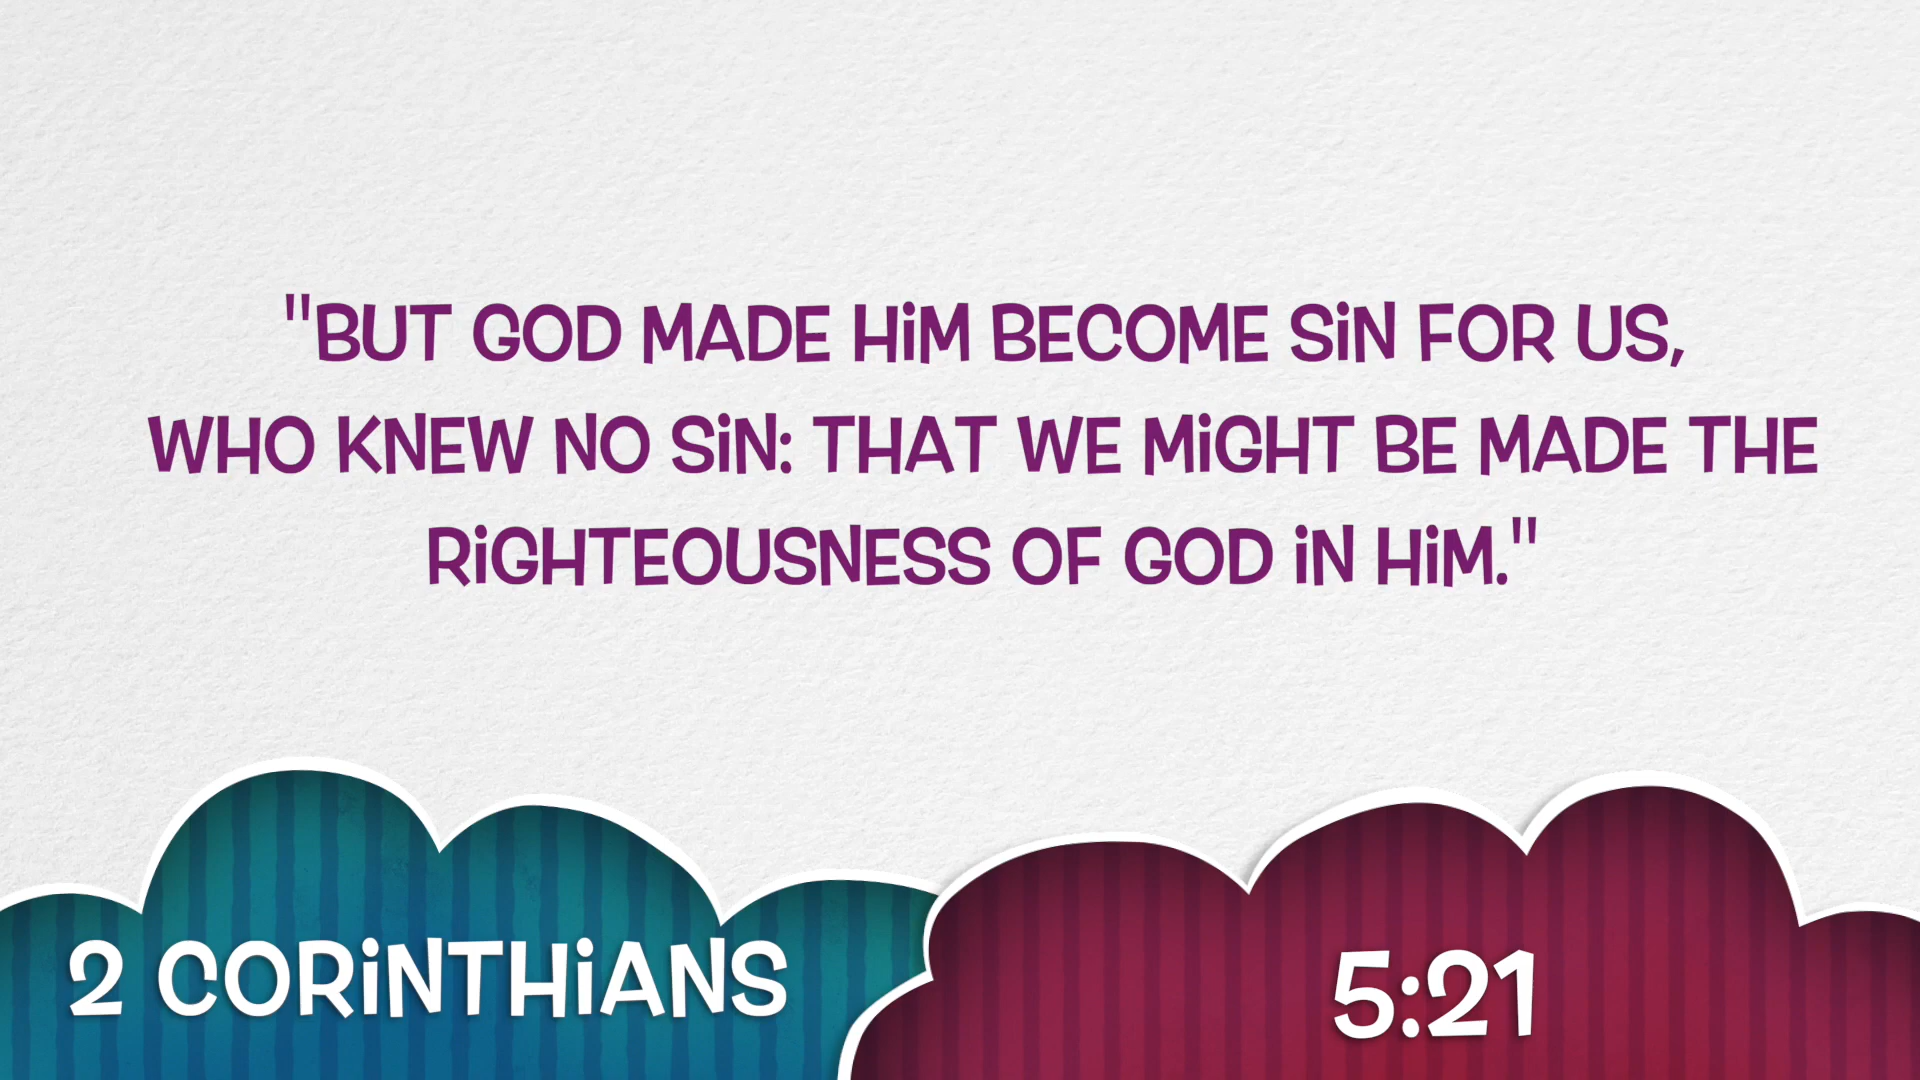 "BUT GOD MADE HiM BECOME SiN FOR US,
WHO KNEW NO SiN: THAT WE MiGHT BE MADE THE
RiGHTEOUSNESS OF GOD iN HiM."
2 CORiNTHiANS
5:21